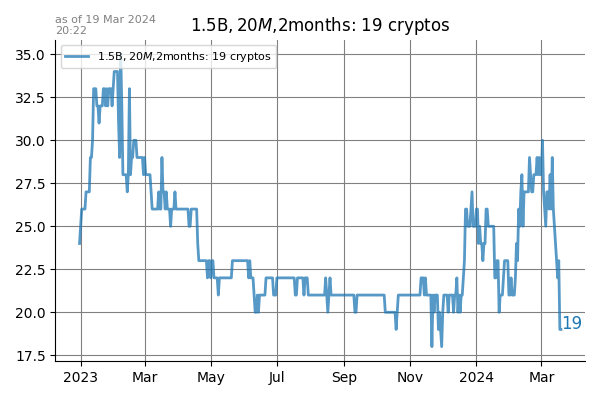 as of 19 Mar 2024
20:22
1.5B, 20M,2months: 19 cryptos
1.5B, 20M,2months: 19 cryptos
35.0
32.5
30.0
27.5
25.0
22.5
20.0
17.5
19
2023 Mar May Jul Sep Nov 2024 Mar